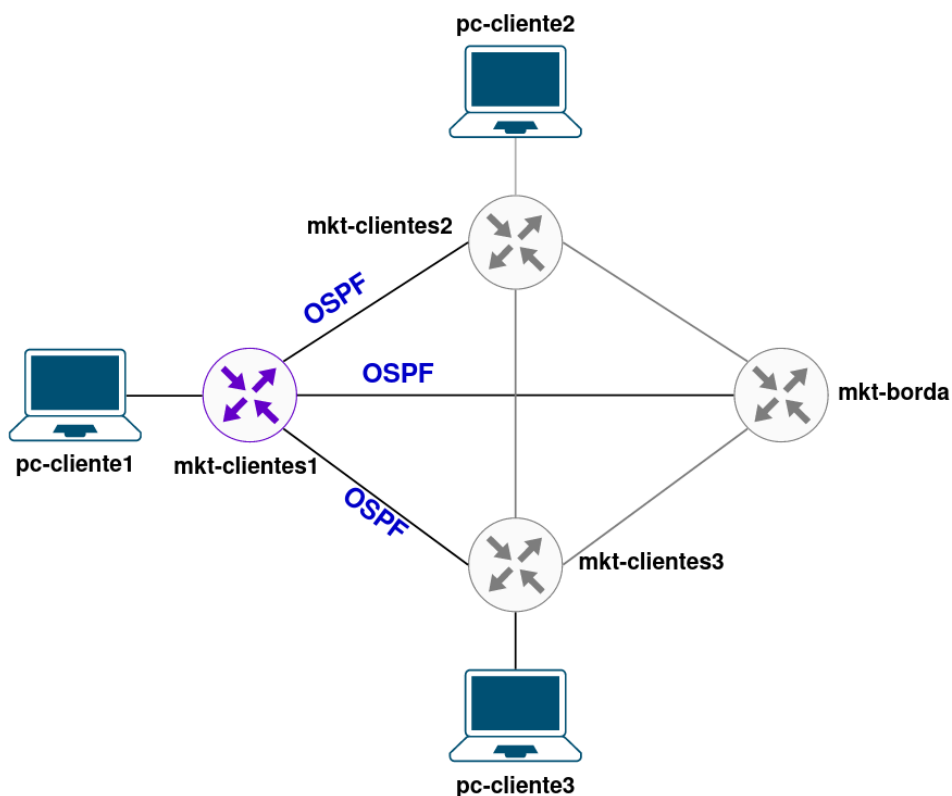 pc-cliente2
mkt-clientes2
OSPF
OSPF
mkt-borda
pc-cliente1
mkt-clientes1
OSPF
mkt-clientes3
pc-cliente3